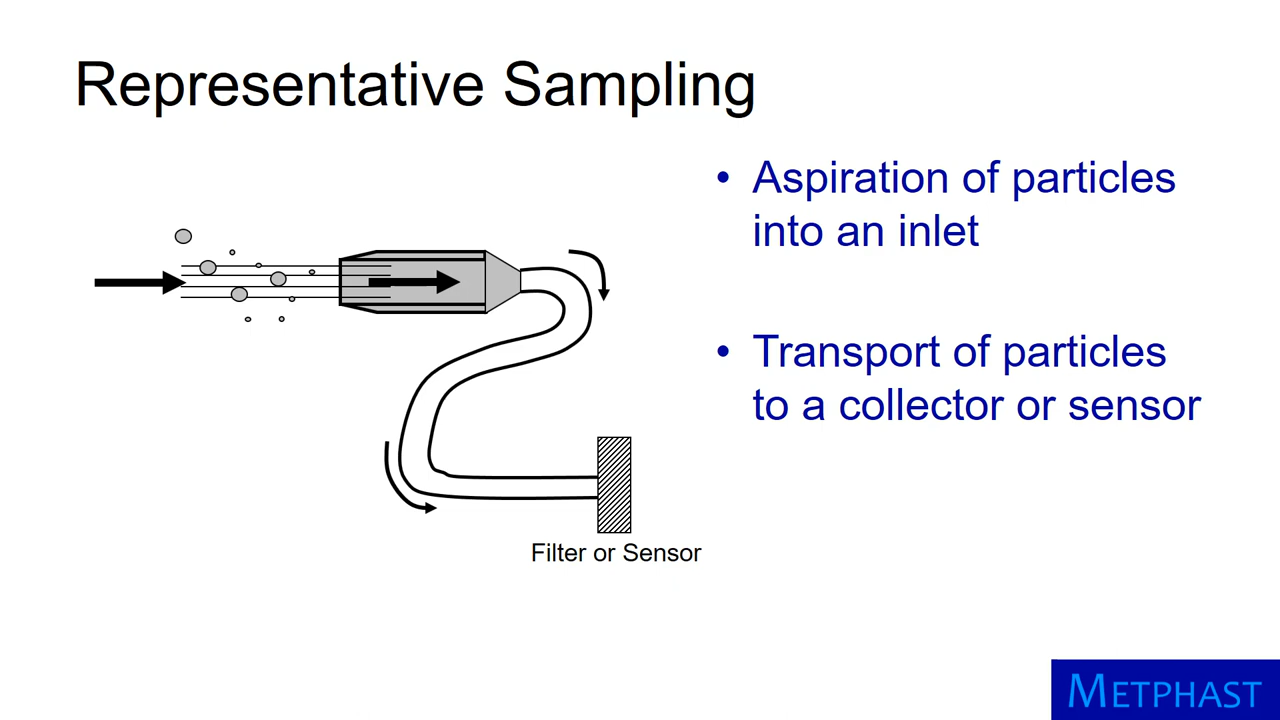 Representative Sampling
• Aspiration of particles
into an inlet
• Transport of particles
to a collector or sensor
Filter or Sensor
METPHAST